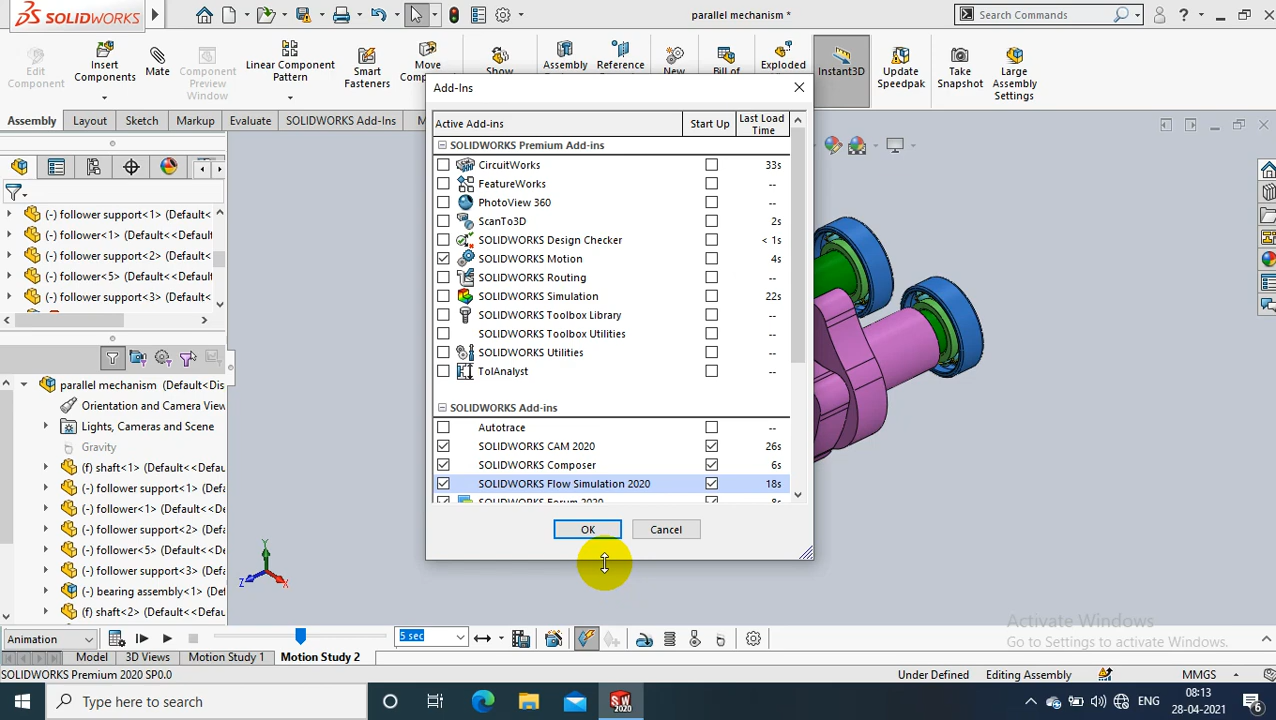 SOLIDWORKS
parallel mechanism *
Search Commands
?
Edit Component
Insert Components
Mate
Component Preview Window
Linear Component Pattern
Smart Fasteners
Move
Show
Assembly
Reference
New
Bill of
Exploded
Instant3D
Update Speedpak
Take Snapshot
Large Assembly Settings
Assembly
Layout
Sketch
Markup
Evaluate
SOLIDWORKS Add-Ins
Add-Ins
Active Add-ins
Start Up
Last Load Time
SOLIDWORKS Premium Add-ins
CircuitWorks 33s
FeatureWorks --
PhotoView 360 --
ScanTo3D 2s
SOLIDWORKS Design Checker < 1s
SOLIDWORKS Motion 4s
SOLIDWORKS Routing --
SOLIDWORKS Simulation 22s
SOLIDWORKS Toolbox Library --
SOLIDWORKS Toolbox Utilities --
SOLIDWORKS Utilities --
TolAnalyst --
SOLIDWORKS Add-ins
Autotrace --
SOLIDWORKS CAM 2020 26s
SOLIDWORKS Composer 6s
SOLIDWORKS Flow Simulation 2020 18s
SOLIDWORKS Forum 2020 8s
OK
Cancel
(-) follower support<1> (Default<
(-) follower<1> (Default<<Default
(-) follower support<2> (Default<
(-) follower<5> (Default<<Default
(-) follower support<3> (Default<
parallel mechanism (Default<Dis
Orientation and Camera View
Lights, Cameras and Scene
Gravity
(f) shaft<1> (Default<<Default
(-) follower support<1> (Defa
(-) follower<1> (Default<<De
(-) follower support<2> (Defa
(-) follower<5> (Default<<De
(-) follower support<3> (Defa
(-) bearing assembly<1> (Def
(f) shaft<2> (Default<<Defaul
Y
Z
X
Activate Windows
Go to Settings to activate Windows.
Animation
5 sec
Model
3D Views
Motion Study 1
Motion Study 2
SOLIDWORKS Premium 2020 SP0.0
Under Defined
Editing Assembly
MMGS
Type here to search
SW
2020
ENG
08:13
28-04-2021
6